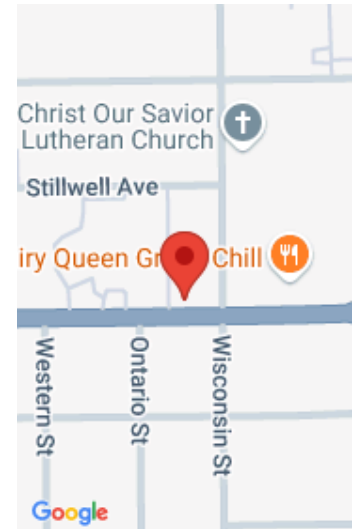 Christ Our Savior
Lutheran Church
Stillwell Ave
iry Queen Gr Chill
Western St
Ontario St
Wisconsin St
Google